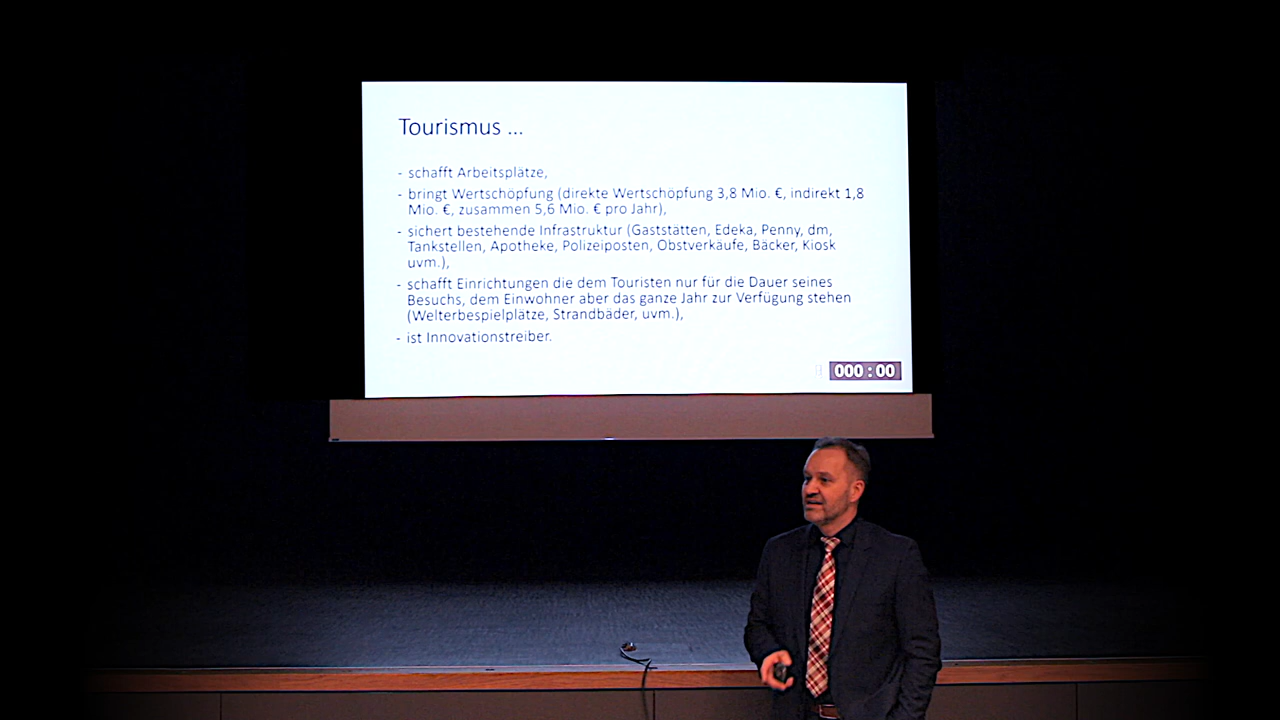 Tourismus ...
- schafft Arbeitsplätze,
- bringt Wertschöpfung (direkte Wertschöpfung 3,8 Mio. €, indirekt 1,8
Mio. €, zusammen 5,6 Mio. € pro Jahr),
- sichert bestehende Infrastruktur (Gaststätten, Edeka, Penny, dm,
Tankstellen, Apotheke, Polizeiposten, Obstverkäufe, Bäcker, Kiosk
uvm.),
- schafft Einrichtungen die dem Touristen nur für die Dauer seines
Besuchs, dem Einwohner aber das ganze Jahr zur Verfügung stehen
(Welterbespielplätze, Strandbäder, uvm.),
- ist Innovationstreiber.
000 : 00